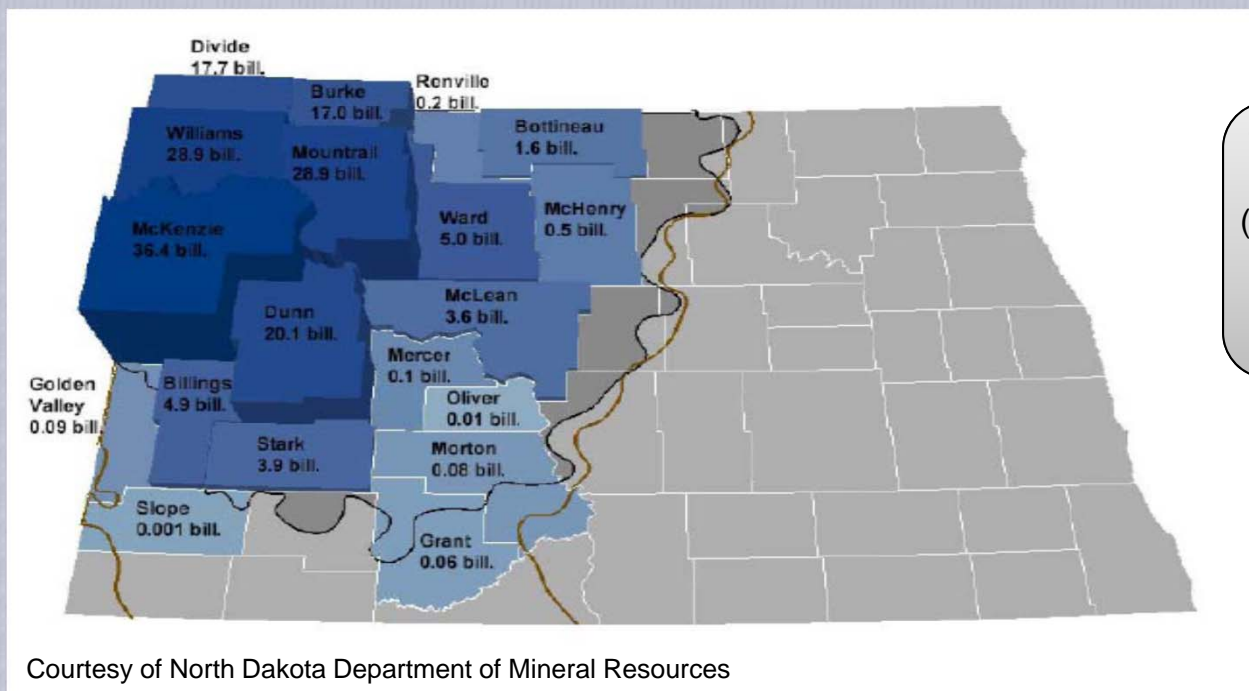 Divide
17.7 bill.
Burke
17.0 bill.
Renville
0.2 bill.
Bottineau
1.6 bill.
Williams
28.9 bill.
Mountrail
28.9 bill.
McKenzie
36.4 bill.
Ward
5.0 bill.
McHenry
0.5 bill.
Dunn
20.1 bill.
McLean
3.6 bill.
Mercer
0.1 bill.
Golden
Valley
0.09 bill.
Billings
4.9 bill.
Oliver
0.01 bill.
Stark
3.9 bill.
Morton
0.08 bill.
Slope
0.001 bill.
Grant
0.06 bill.
(
Courtesy of North Dakota Department of Mineral Resources